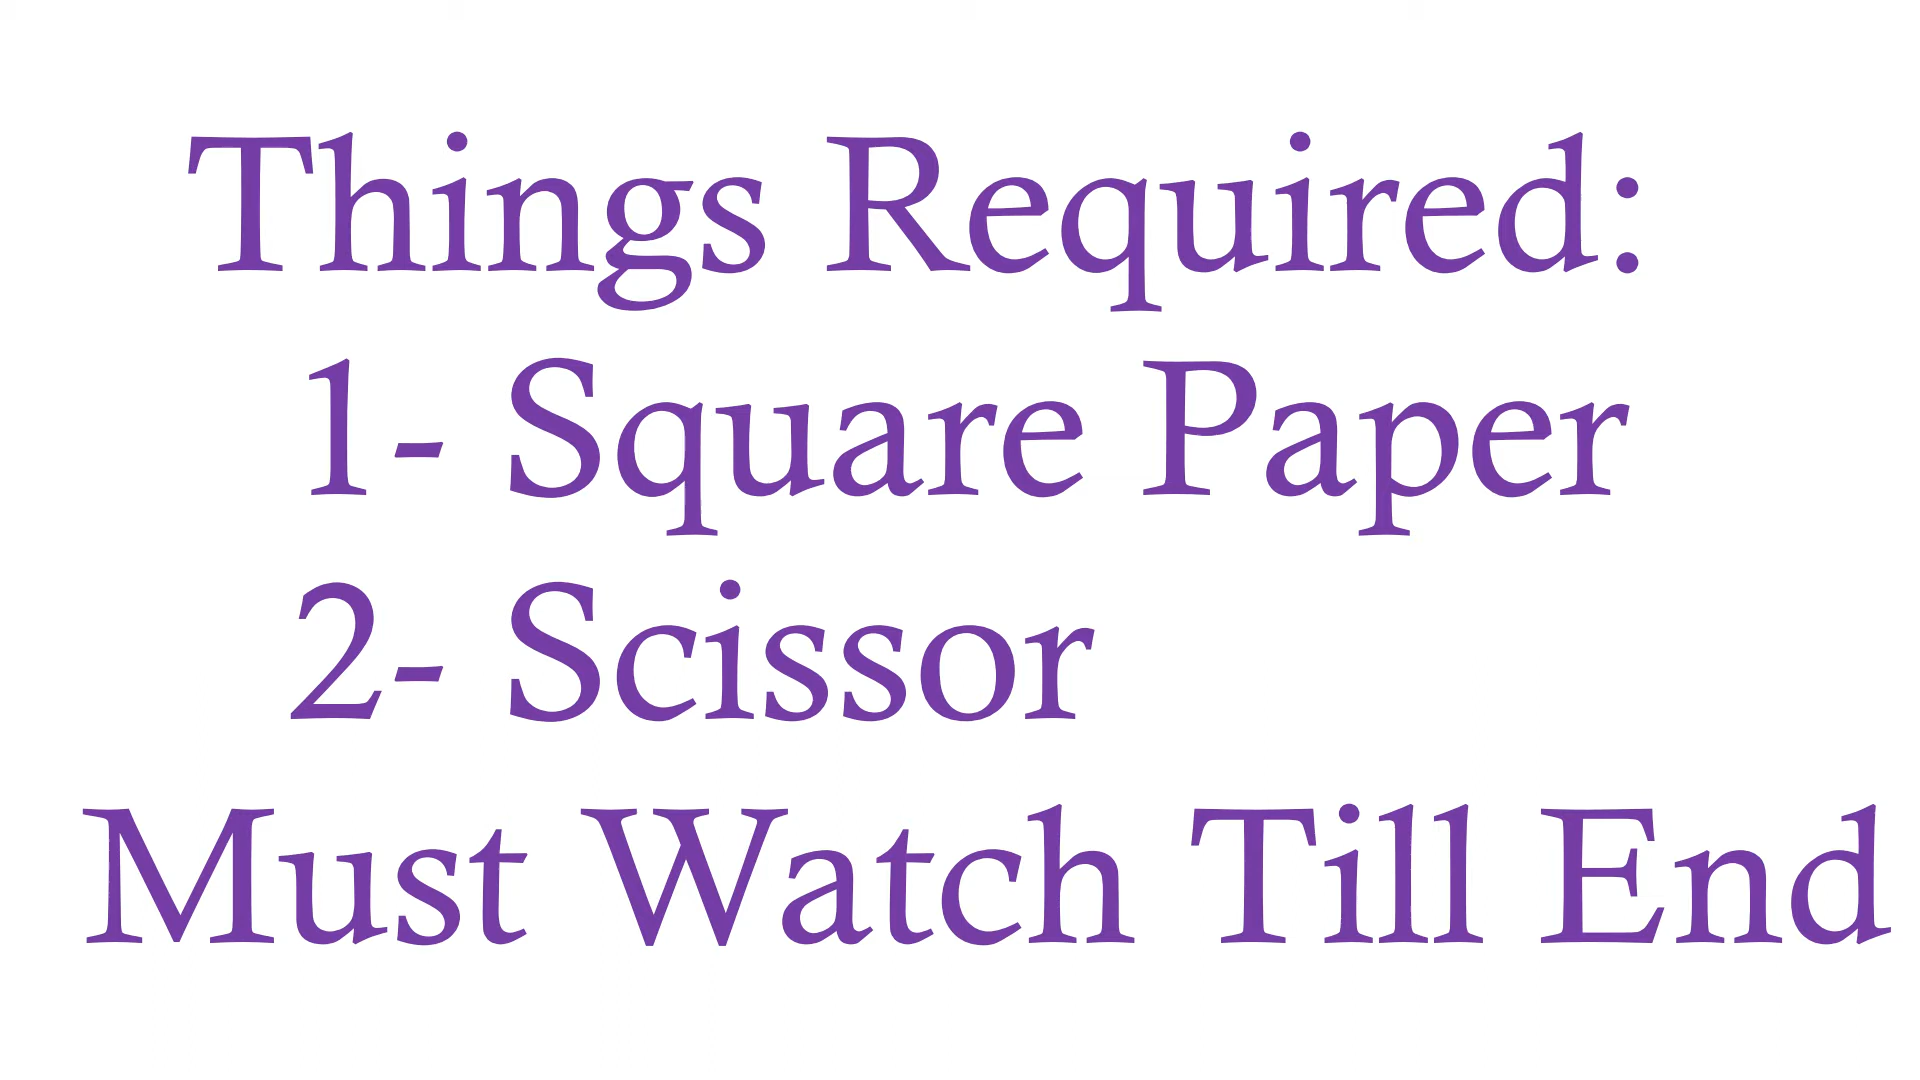 Things Required:
1- Square Paper
2- Scissor
Must Watch Till End